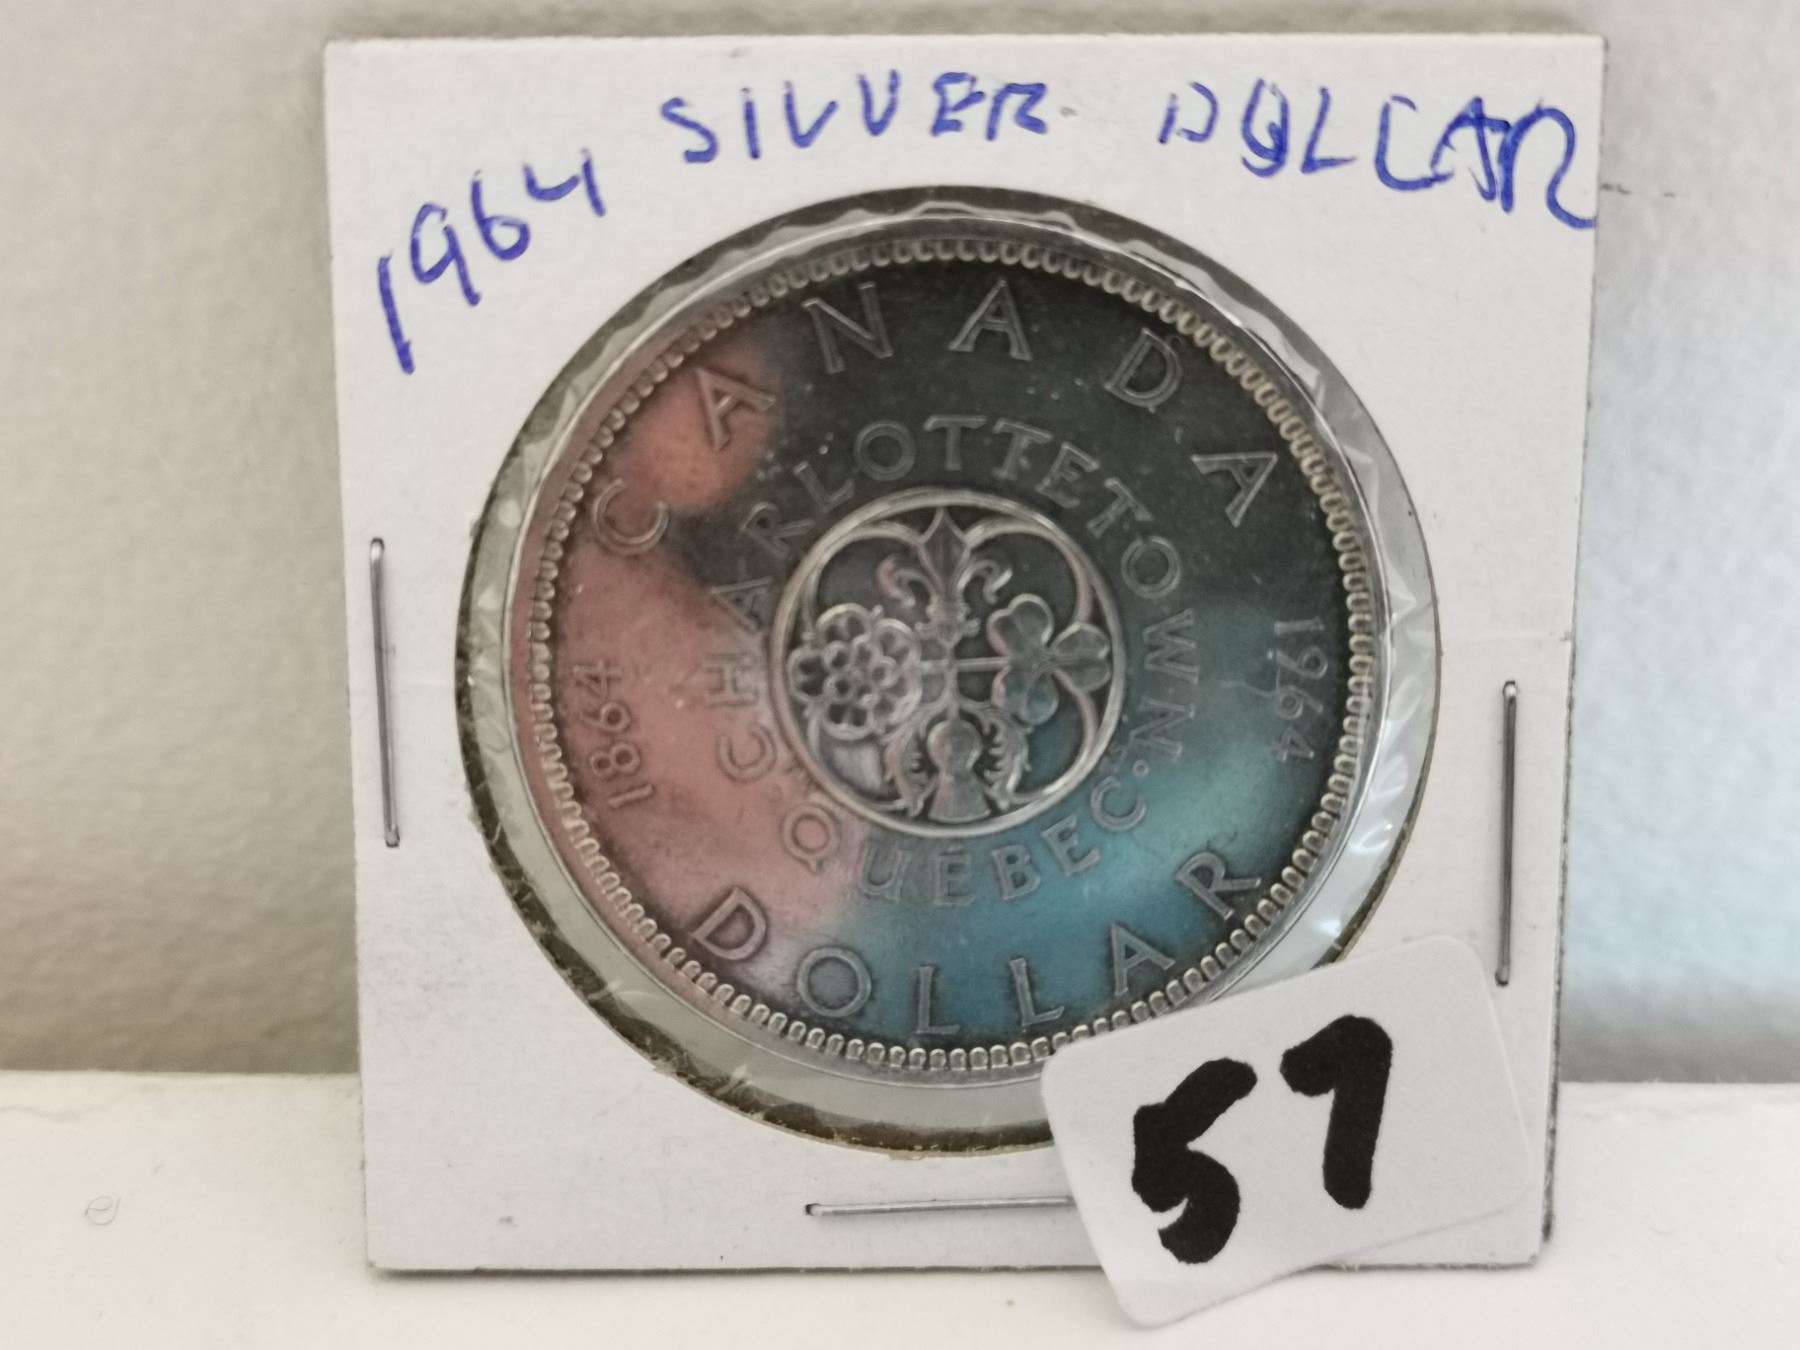 1964 SILVER DOLLAR
CANADA
CHARLOTTETOWN·
·QUÉBEC·
1864
1964
DOLLAR
57